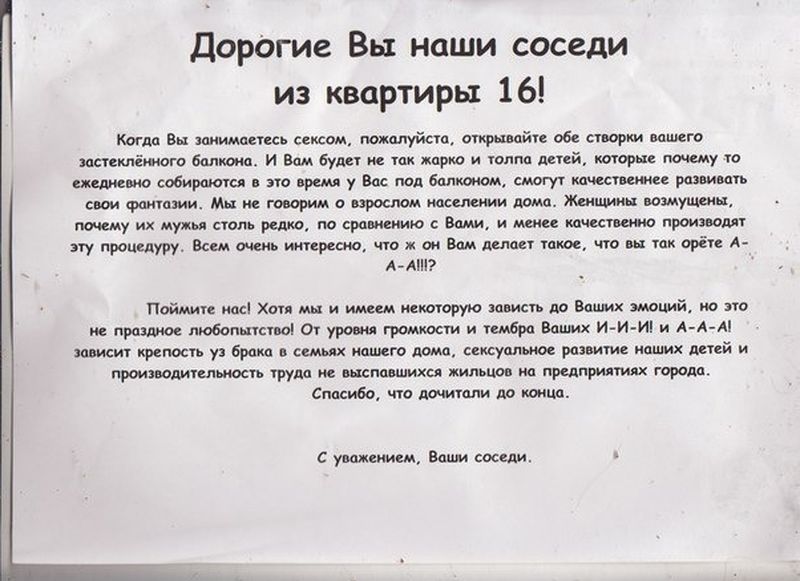 Дорогие Вы наши соседи
из квартиры 16!
Когда Вы занимаетесь сексом, пожалуйста, открывайте обе створки вашего
застеклённого балкона. И Вам будет не так жарко и толпа детей, которые почему то
ежедневно собираются в это время у Вас под балконом, смогут качественнее развивать
свои фантазии. Мы не говорим о взрослом населении дома. Женщины возмущены,
почему их мужья столь редко, по сравнению с Вами, и менее качественно производят
эту процедуру. Всем очень интересно, что ж он Вам делает такое, что вы так орёте А-
А-А!!!?
Поймите нас! Хотя мы и имеем некоторую зависть до Ваших эмоций, но это
не праздное любопытство! От уровня громкости и тембра Ваших И-И-И! и А-А-А!
зависит крепость уз брака в семьях нашего дома, сексуальное развитие наших детей и
производительность труда не выспавшихся жильцов на предприятиях города.
Спасибо, что дочитали до конца.
С уважением, Ваши соседи.